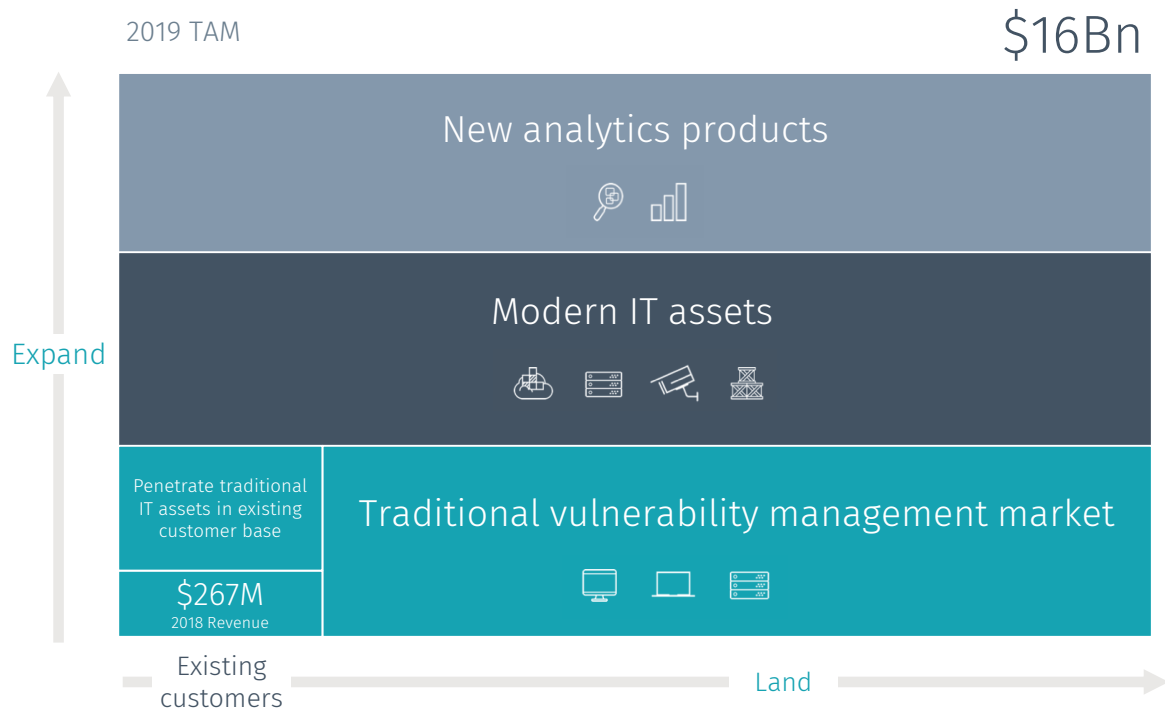 2019 TAM
$16Bn
New analytics products
Modern IT assets
Expand
Penetrate traditional
IT assets in existing
customer base
Traditional vulnerability management market
$267M
2018 Revenue
Existing
customers
Land